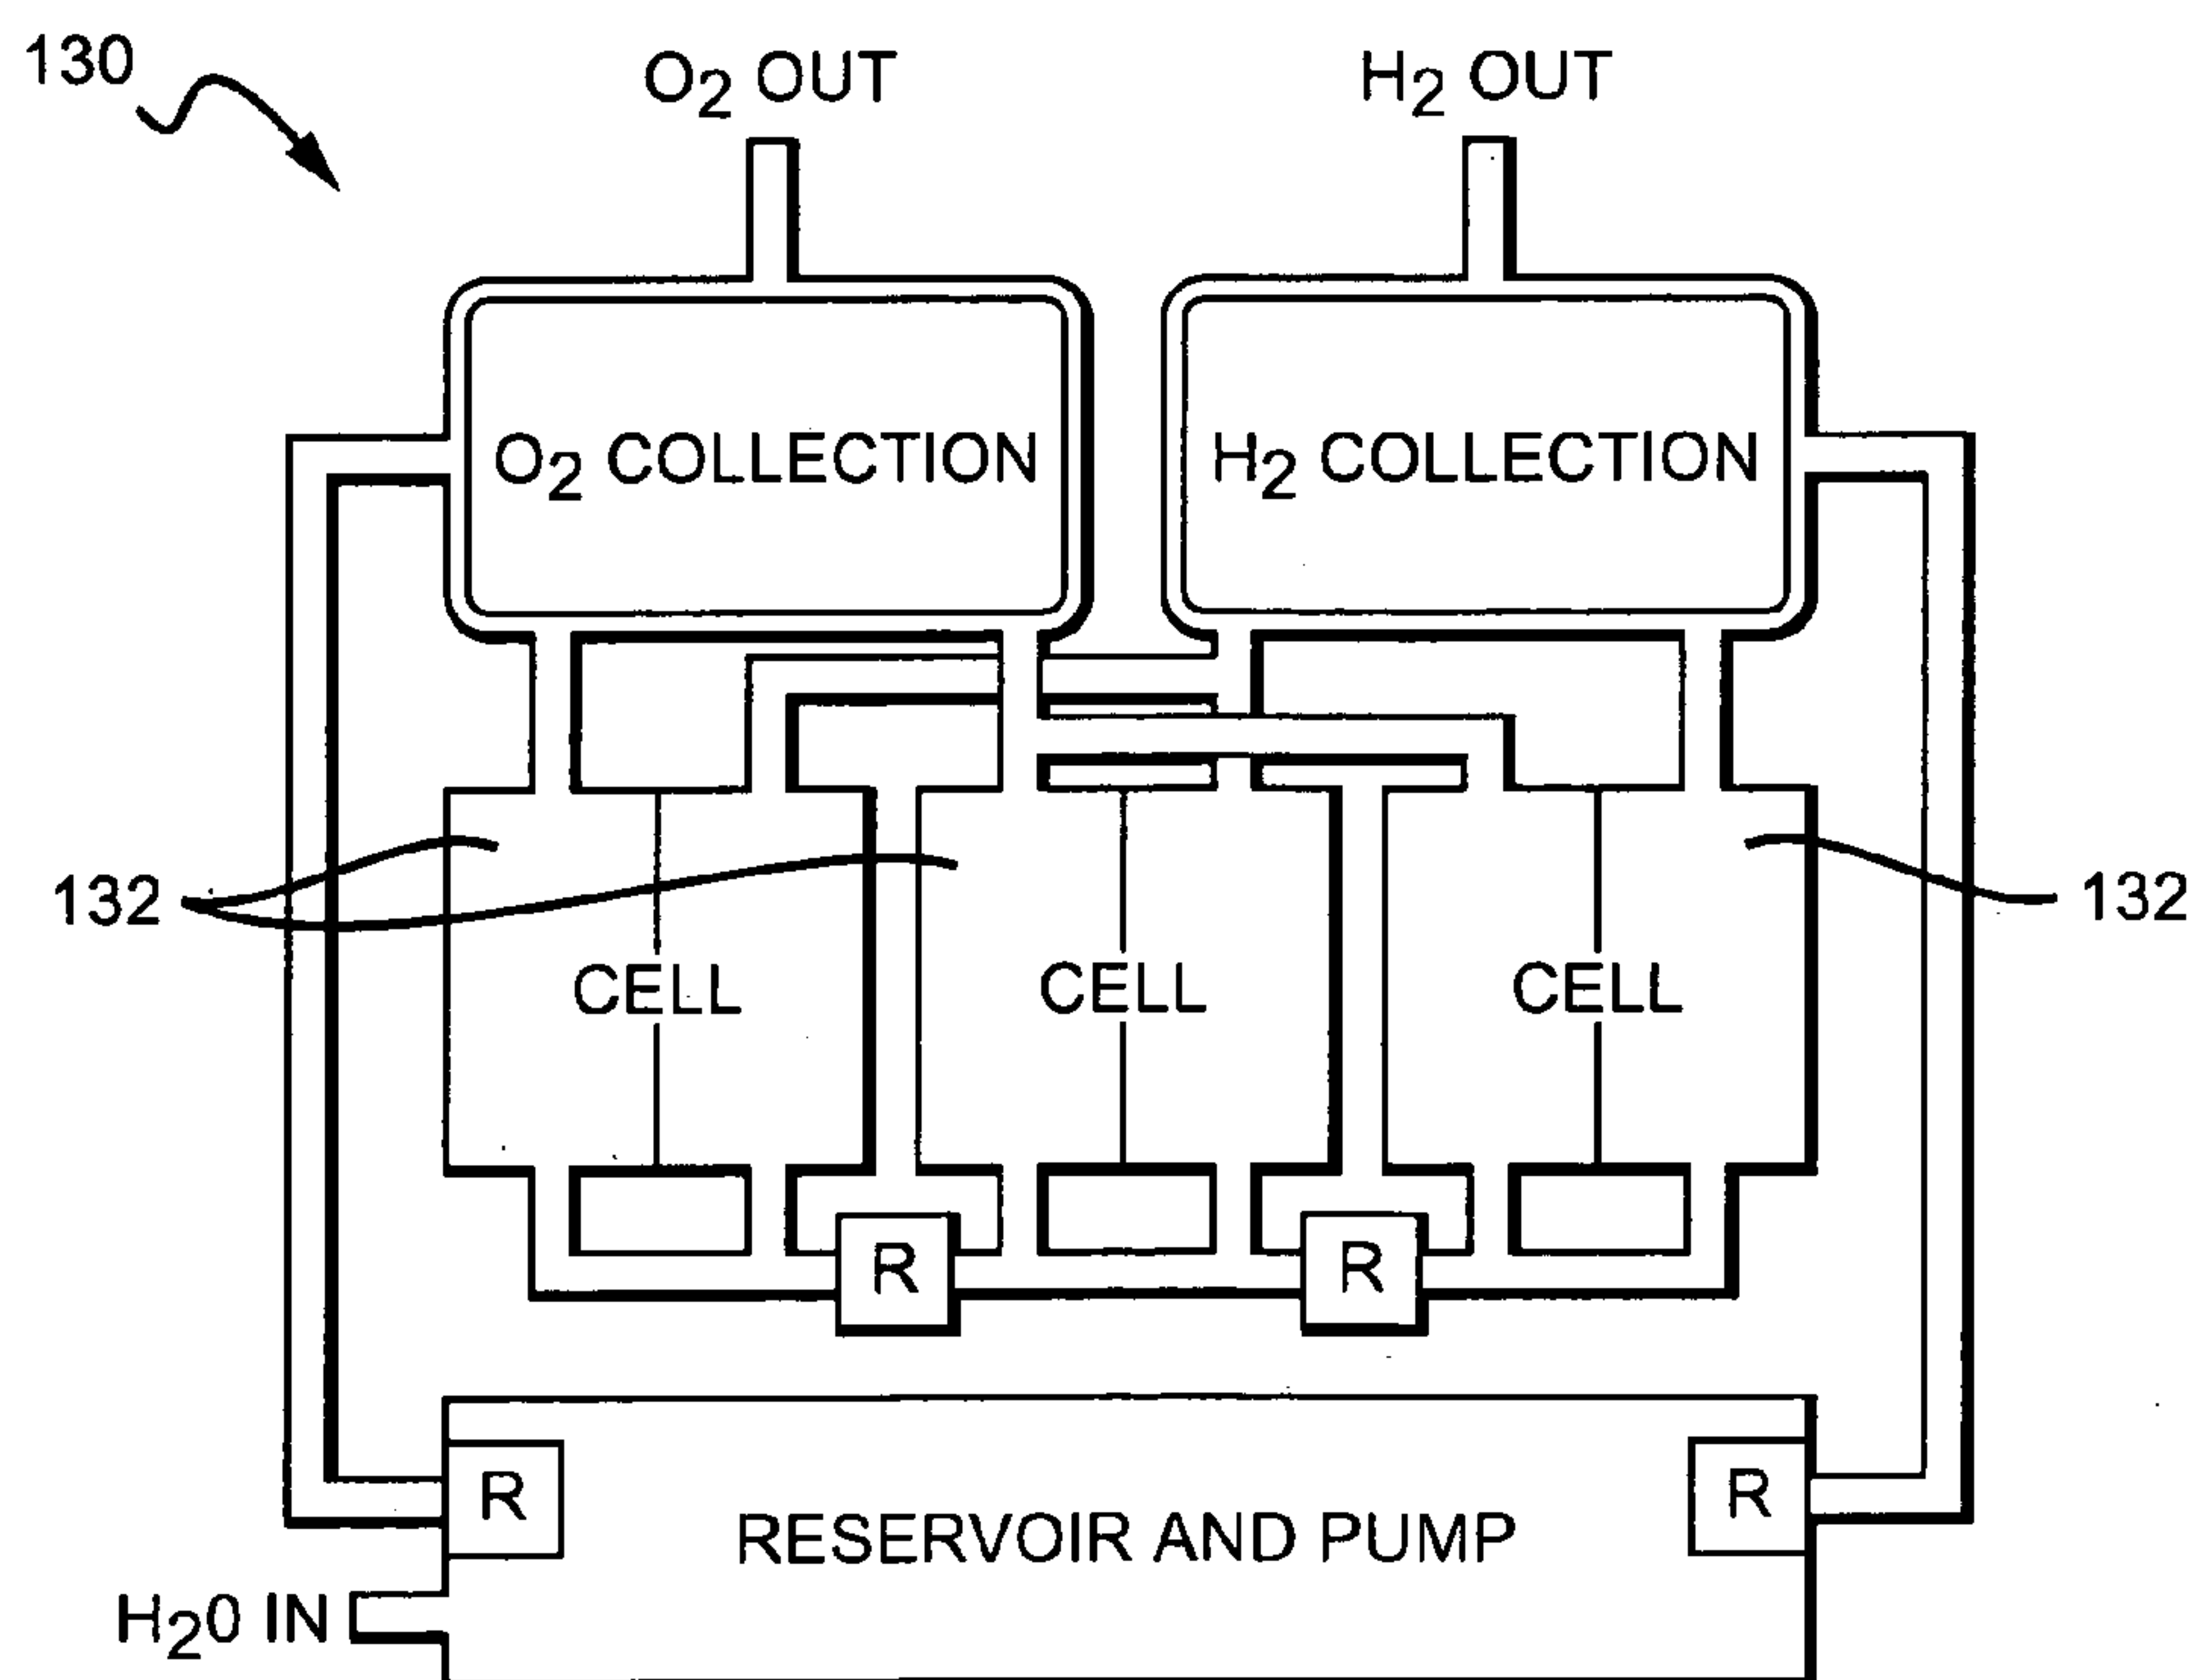 130
O2 OUT
H2 OUT
O2 COLLECTION
H2 COLLECTION
132
132
CELL
CELL
CELL
R
R
R
R
RESERVOIR AND PUMP
H20 IN